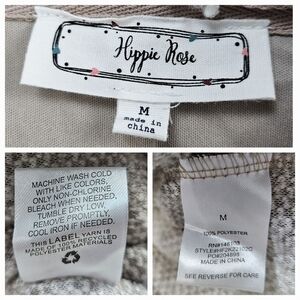 Hippie Rose
M
made in
china
MACHINE WASH COLD
WITH LIKE COLORS,
ONLY NON-CHLORINE
BLEACH WHEN NEEDED.
TUMBLE DRY LOW,
REMOVE PROMPTLY,
COOL IRON IF NEEDED.
THIS LABEL YARN IS
MADE OF 100% RECYCLED
POLYESTER MATERIALS
M
100% POLYESTER
MADE IN CHINA
SEE REVERSE FOR CARE